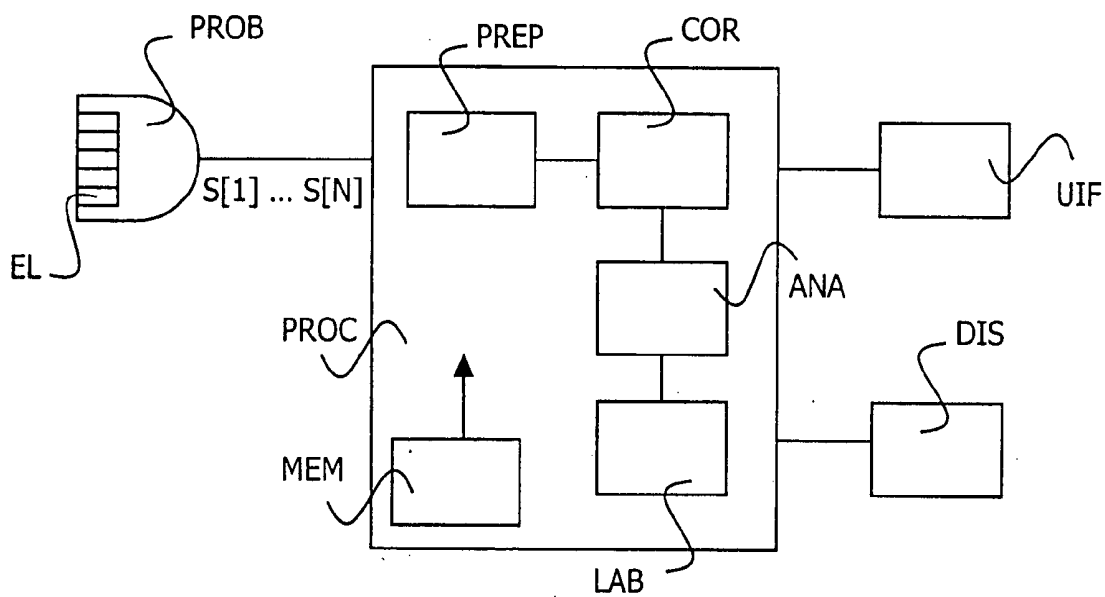 PROB
PREP
COR
S[1] ... S[N]
UIF
EL
ANA
PROC
DIS
MEM
LAB